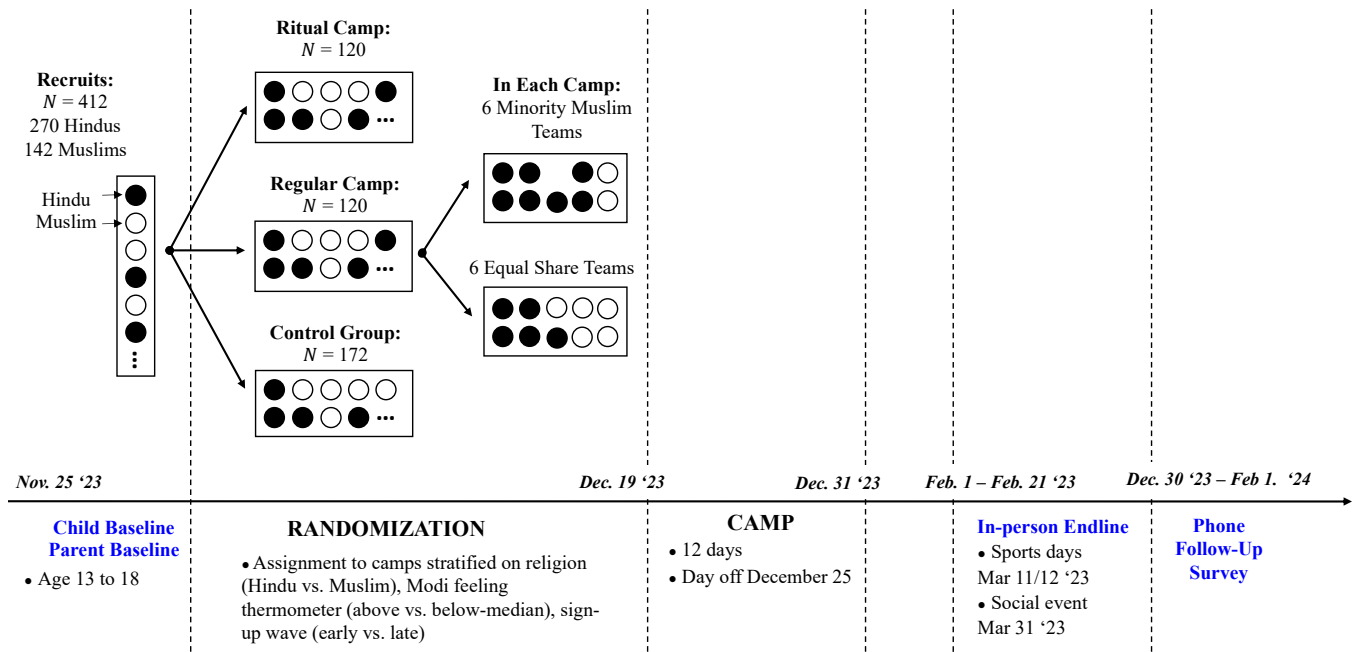 Recruits:
N = 412
270 Hindus
142 Muslims
Hindu
Muslim
Ritual Camp:
N = 120
•••
Regular Camp:
N = 120
•••
Control Group:
N = 172
•••
In Each Camp:
6 Minority Muslim
Teams
6 Equal Share Teams
Nov. 25 ‘23
Dec. 19 ‘23
Dec. 31 ‘23
Feb. 1 – Feb. 21 ‘23
Dec. 30 ‘23 – Feb 1. ‘24
Child Baseline
Parent Baseline
• Age 13 to 18
RANDOMIZATION
• Assignment to camps stratified on religion
(Hindu vs. Muslim), Modi feeling
thermometer (above vs. below-median), sign-
up wave (early vs. late)
CAMP
• 12 days
• Day off December 25
In-person Endline
• Sports days
Mar 11/12 ‘23
• Social event
Mar 31 ‘23
Phone
Follow-Up
Survey